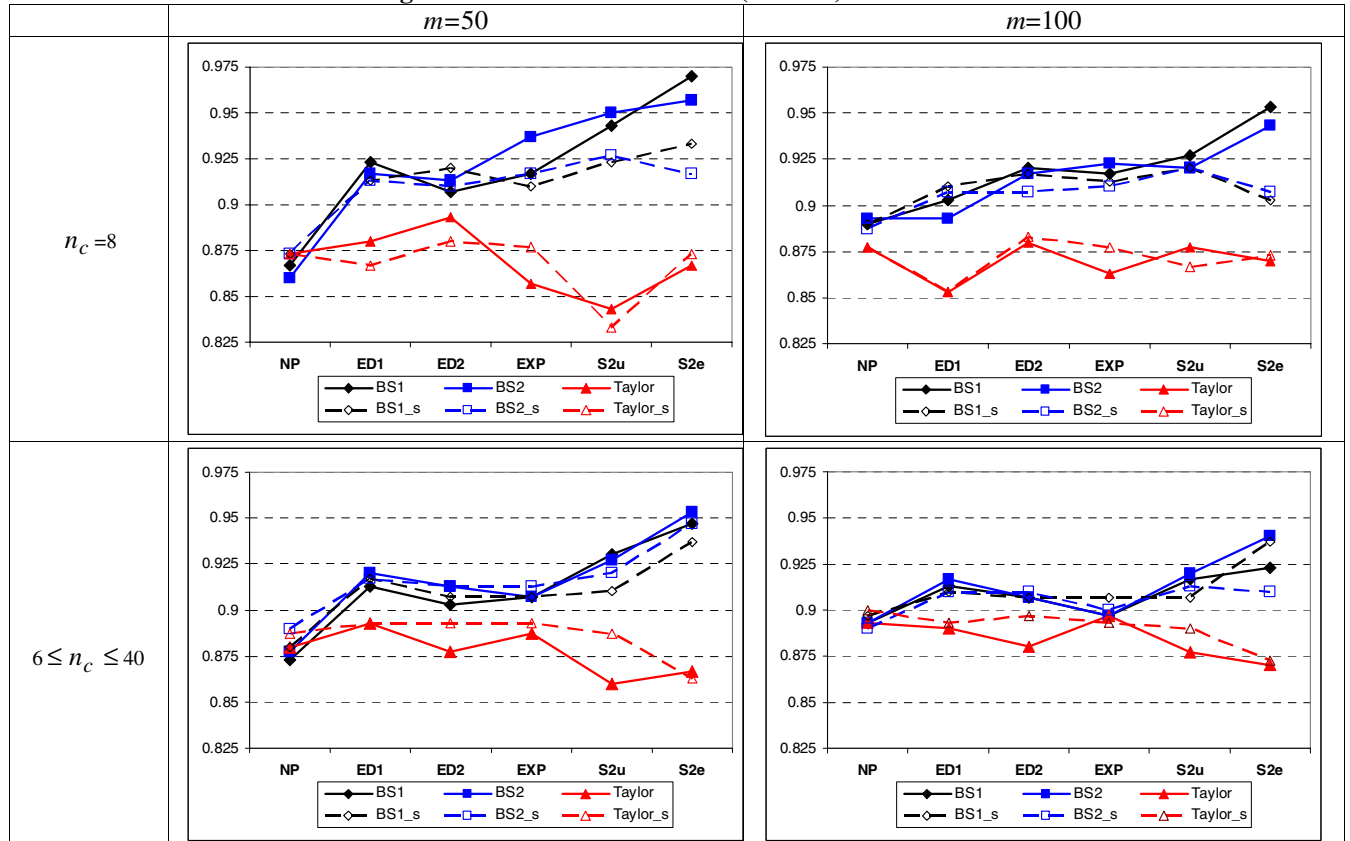 m=50 m=100
n_c =8
0.975
0.95
0.925
0.9
0.875
0.85
0.825
NP ED1 ED2 EXP S2u S2e
BS1 BS2 Taylor
BS1_s BS2_s Taylor_s
0.975
0.95
0.925
0.9
0.875
0.85
0.825
NP ED1 ED2 EXP S2u S2e
BS1 BS2 Taylor
BS1_s BS2_s Taylor_s
6 ≤ n_c ≤ 40
0.975
0.95
0.925
0.9
0.875
0.85
0.825
NP ED1 ED2 EXP S2u S2e
BS1 BS2 Taylor
BS1_s BS2_s Taylor_s
0.975
0.95
0.925
0.9
0.875
0.85
0.825
NP ED1 ED2 EXP S2u S2e
BS1 BS2 Taylor
BS1_s BS2_s Taylor_s